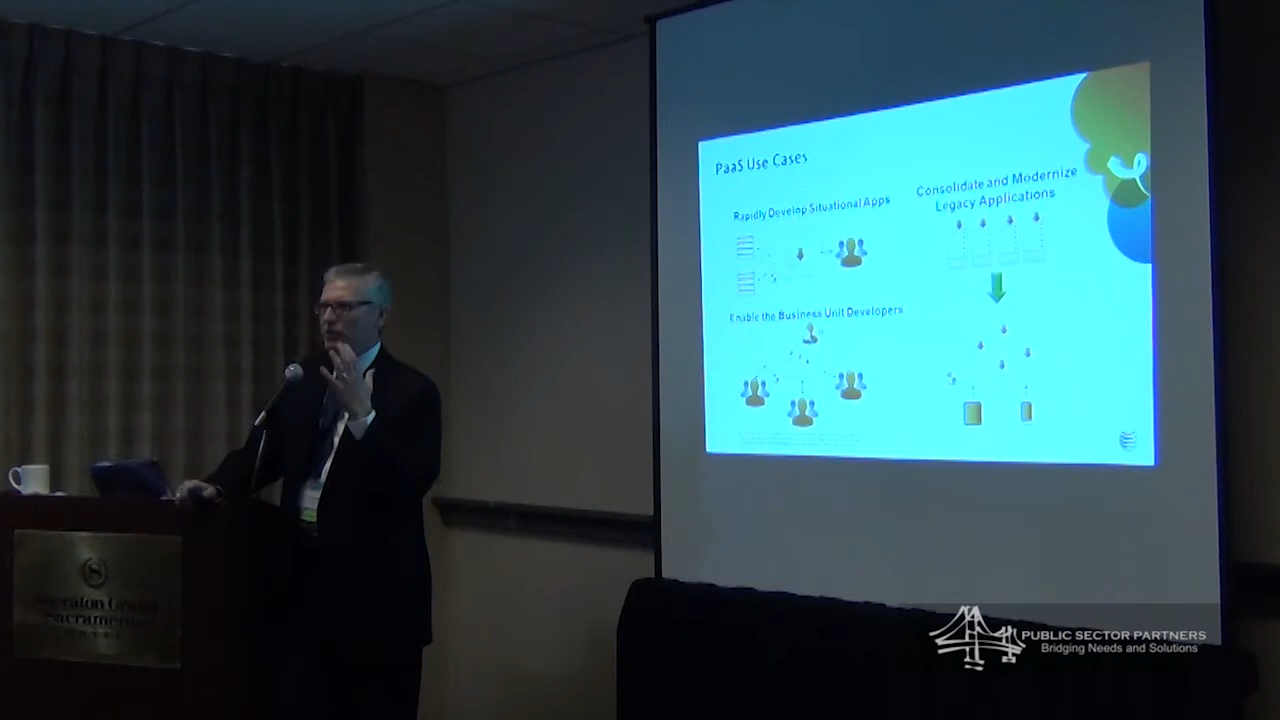 PaaS Use Cases
Rapidly Develop Situational Apps
Consolidate and Modernize
Legacy Applications
Enable the Business Unit Developers
Sheraton Grand
Sacramento
HOTEL
PUBLIC SECTOR PARTNERS
Bridging Needs and Solutions